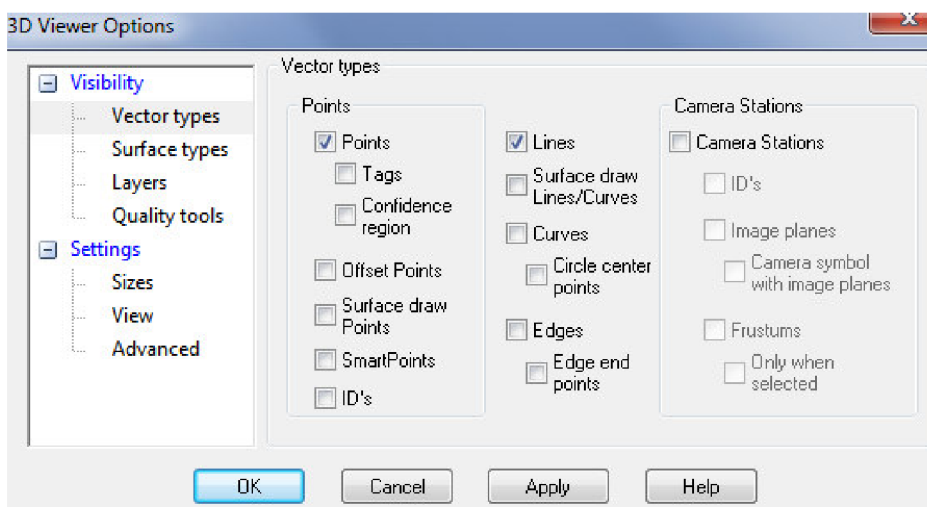 3D Viewer Options
x
Visibility
Vector types
Surface types
Layers
Quality tools
Settings
Sizes
View
Advanced
Vector types
Points
Points
Tags
Confidence
region
Offset Points
Surface draw
Points
SmartPoints
ID's
Lines
Surface draw
Lines/Curves
Curves
Circle center
points
Edges
Edge end
points
Camera Stations
Camera Stations
ID's
Image planes
Camera symbol
with image planes
Frustums
Only when
selected
OK
Cancel
Apply
Help